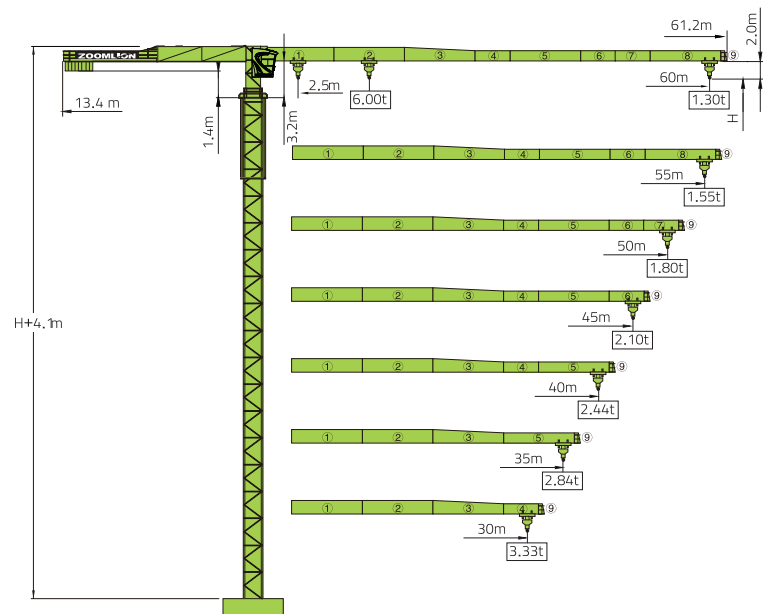 61.2m
2.0m
ZOOMLION
① ② ③ ④ ⑤ ⑥ ⑦ ⑧ ⑨
13.4 m
1.4m
3.2m
2.5m
6.00t
60m
1.30t
H
① ② ③ ④ ⑤ ⑥ ⑧ ⑨
55m
1.55t
① ② ③ ④ ⑤ ⑥ ⑦ ⑨
50m
1.80t
① ② ③ ④ ⑤ ⑥ ⑨
45m
2.10t
H+4.1m
① ② ③ ④ ⑤ ⑨
40m
2.44t
① ② ③ ⑤ ⑨
35m
2.84t
① ② ③ ④ ⑨
30m
3.33t